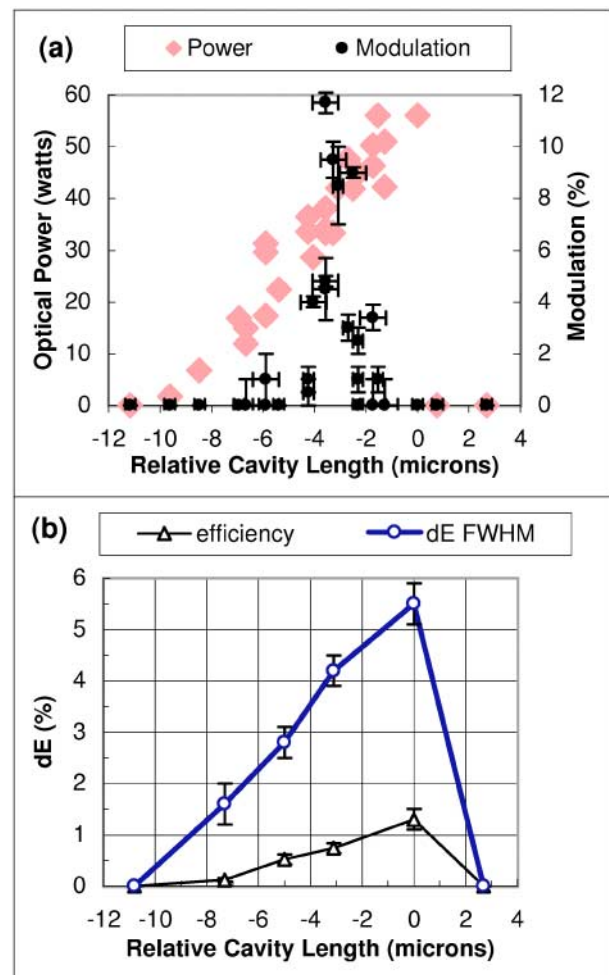 (a)
Power Modulation
60 12
50 10
40 8
30 6
20 4
10 2
0 0
Optical Power (watts)
Modulation (%)
-12 -10 -8 -6 -4 -2 0 2 4
Relative Cavity Length (microns)
(b)
efficiency dE FWHM
6
5
4
3
2
1
0
dE (%)
-12 -10 -8 -6 -4 -2 0 2 4
Relative Cavity Length (microns)